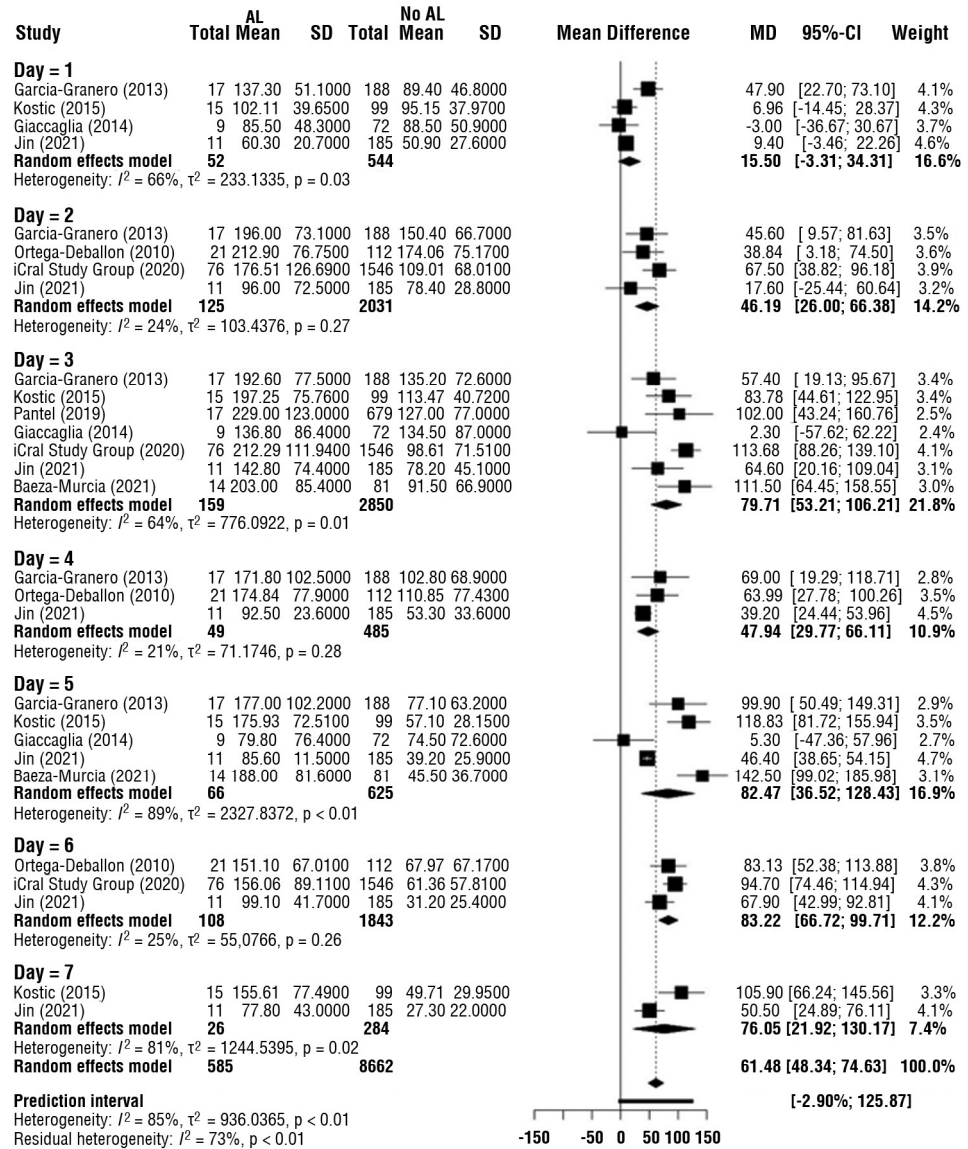 AL No AL
Study Total Mean SD Total Mean SD Mean Difference MD 95%-CI Weight
Day = 1
Garcia-Granero (2013) 17 137.30 51.1000 188 89.40 46.8000 47.90 [22.70; 73.10] 4.1%
Kostic (2015) 15 102.11 39.6500 99 95.15 37.9700 6.96 [-14.45; 28.37] 4.3%
Giaccaglia (2014) 9 85.50 48.3000 72 88.50 50.9000 -3.00 [-36.67; 30.67] 3.7%
Jin (2021) 11 60.30 20.7000 185 50.90 27.6000 9.40 [-3.46; 22.26] 4.6%
Random effects model 52 544 15.50 [-3.31; 34.31] 16.6%
Heterogeneity: I² = 66%, τ² = 233.1335, p = 0.03
Day = 2
Garcia-Granero (2013) 17 196.00 73.1000 188 150.40 66.7000 45.60 [ 9.57; 81.63] 3.5%
Ortega-Deballon (2010) 21 212.90 76.7500 112 174.06 75.1700 38.84 [ 3.18; 74.50] 3.6%
iCral Study Group (2020) 76 176.51 126.6900 1546 109.01 68.0100 67.50 [38.82; 96.18] 3.9%
Jin (2021) 11 96.00 72.5000 185 78.40 28.8000 17.60 [-25.44; 60.64] 3.2%
Random effects model 125 2031 46.19 [26.00; 66.38] 14.2%
Heterogeneity: I² = 24%, τ² = 103.4376, p = 0.27
Day = 3
Garcia-Granero (2013) 17 192.60 77.5000 188 135.20 72.6000 57.40 [ 19.13; 95.67] 3.4%
Kostic (2015) 15 197.25 75.7600 99 113.47 40.7200 83.78 [44.61; 122.95] 3.4%
Pantel (2019) 17 229.00 123.0000 679 127.00 77.0000 102.00 [43.24; 160.76] 2.5%
Giaccaglia (2014) 9 136.80 86.4000 72 134.50 87.0000 2.30 [-57.62; 62.22] 2.4%
iCral Study Group (2020) 76 212.29 111.9400 1546 98.61 71.5100 113.68 [88.26; 139.10] 4.1%
Jin (2021) 11 142.80 74.4000 185 78.20 45.1000 64.60 [20.16; 109.04] 3.1%
Baeza-Murcia (2021) 14 203.00 85.4000 81 91.50 66.9000 111.50 [64.45; 158.55] 3.0%
Random effects model 159 2850 79.71 [53.21; 106.21] 21.8%
Heterogeneity: I² = 64%, τ² = 776.0922, p = 0.01
Day = 4
Garcia-Granero (2013) 17 171.80 102.5000 188 102.80 68.9000 69.00 [ 19.29; 118.71] 2.8%
Ortega-Deballon (2010) 21 174.84 77.9000 112 110.85 77.4300 63.99 [27.78; 100.26] 3.5%
Jin (2021) 11 92.50 23.6000 185 53.30 33.6000 39.20 [24.44; 53.96] 4.5%
Random effects model 49 485 47.94 [29.77; 66.11] 10.9%
Heterogeneity: I² = 21%, τ² = 71.1746, p = 0.28
Day = 5
Garcia-Granero (2013) 17 177.00 102.2000 188 77.10 63.2000 99.90 [ 50.49; 149.31] 2.9%
Kostic (2015) 15 175.93 72.5100 99 57.10 28.1500 118.83 [81.72; 155.94] 3.5%
Giaccaglia (2014) 9 79.80 76.4000 72 74.50 72.6000 5.30 [-47.36; 57.96] 2.7%
Jin (2021) 11 85.60 11.5000 185 39.20 25.9000 46.40 [38.65; 54.15] 4.7%
Baeza-Murcia (2021) 14 188.00 81.6000 81 45.50 36.7000 142.50 [99.02; 185.98] 3.1%
Random effects model 66 625 82.47 [36.52; 128.43] 16.9%
Heterogeneity: I² = 89%, τ² = 2327.8372, p < 0.01
Day = 6
Ortega-Deballon (2010) 21 151.10 67.0100 112 67.97 67.1700 83.13 [52.38; 113.88] 3.8%
iCral Study Group (2020) 76 156.06 89.1100 1546 61.36 57.8100 94.70 [74.46; 114.94] 4.3%
Jin (2021) 11 99.10 41.7000 185 31.20 25.4000 67.90 [42.99; 92.81] 4.1%
Random effects model 108 1843 83.22 [66.72; 99.71] 12.2%
Heterogeneity: I² = 25%, τ² = 55,0766, p = 0.26
Day = 7
Kostic (2015) 15 155.61 77.4900 99 49.71 29.9500 105.90 [66.24; 145.56] 3.3%
Jin (2021) 11 77.80 43.0000 185 27.30 22.0000 50.50 [24.89; 76.11] 4.1%
Random effects model 26 284 76.05 [21.92; 130.17] 7.4%
Heterogeneity: I² = 81%, τ² = 1244.5395, p = 0.02
Random effects model 585 8662 61.48 [48.34; 74.63] 100.0%
Prediction interval [-2.90%; 125.87]
Heterogeneity: I² = 85%, τ² = 936.0365, p < 0.01
Residual heterogeneity: I² = 73%, p < 0.01
-150 -50 0 50 100 150